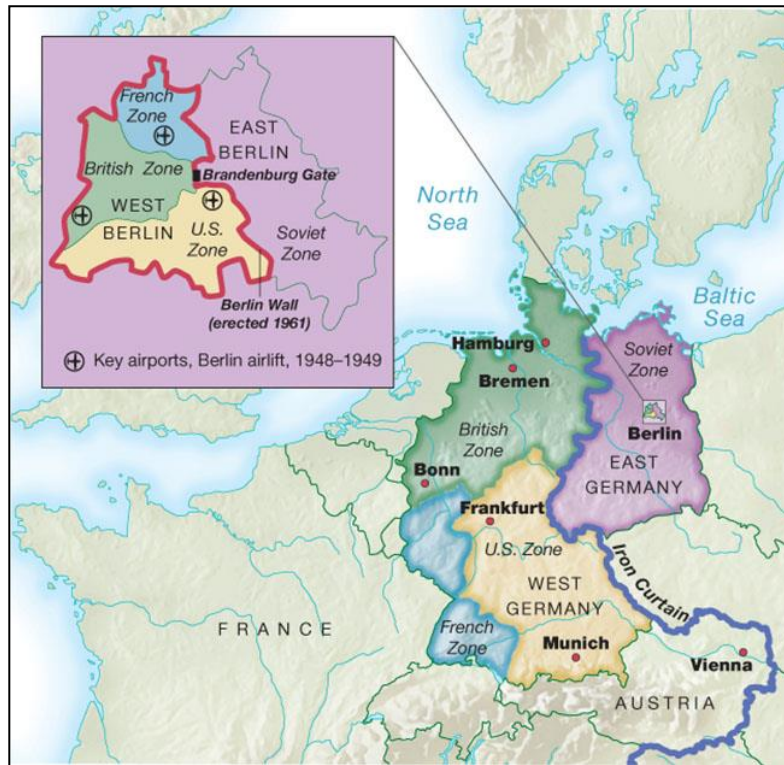 French
Zone
EAST
BERLIN
British Zone
Brandenburg Gate
WEST
BERLIN
U.S.
Zone
Soviet
Zone
Berlin Wall
(erected 1961)
Key airports, Berlin airlift, 1948–1949
North
Sea
Baltic
Sea
Hamburg
Bremen
Soviet
Zone
British
Zone
Berlin
EAST
GERMANY
Bonn
Frankfurt
U.S. Zone
Iron Curtain
WEST
GERMANY
FRANCE
French
Zone
Munich
Vienna
AUSTRIA